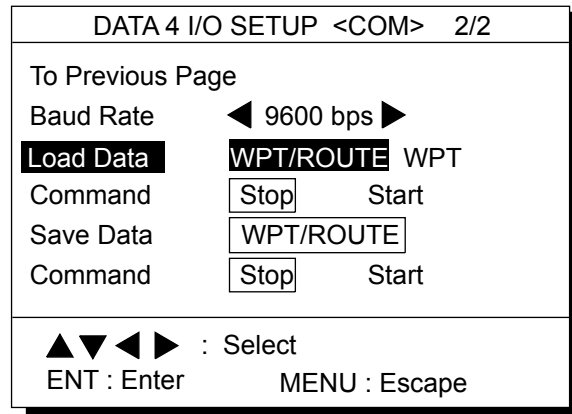 DATA 4 I/O SETUP <COM> 2/2
To Previous Page
Baud Rate ◀ 9600 bps ▶
Load Data WPT/ROUTE WPT
Command Stop Start
Save Data WPT/ROUTE
Command Stop Start
▲▼◀ ▶ : Select
ENT : Enter MENU : Escape